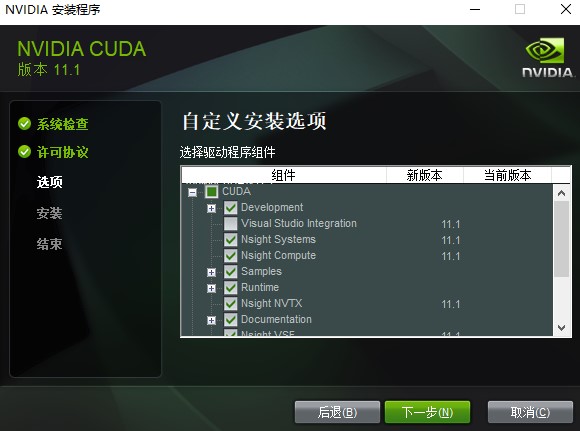 NVIDIA 安装程序
NVIDIA CUDA
版本 11.1
NVIDIA
系统检查
许可协议
选项
安装
结束
自定义安装选项
选择驱动程序组件
组件 新版本 当前版本
CUDA
Development
Visual Studio Integration 11.1
Nsight Systems 11.1
Nsight Compute 11.1
Samples
Runtime
Nsight NVTX 11.1
Documentation
Nsight VSE 11.1
后退(B) 下一步(N) 取消(C)